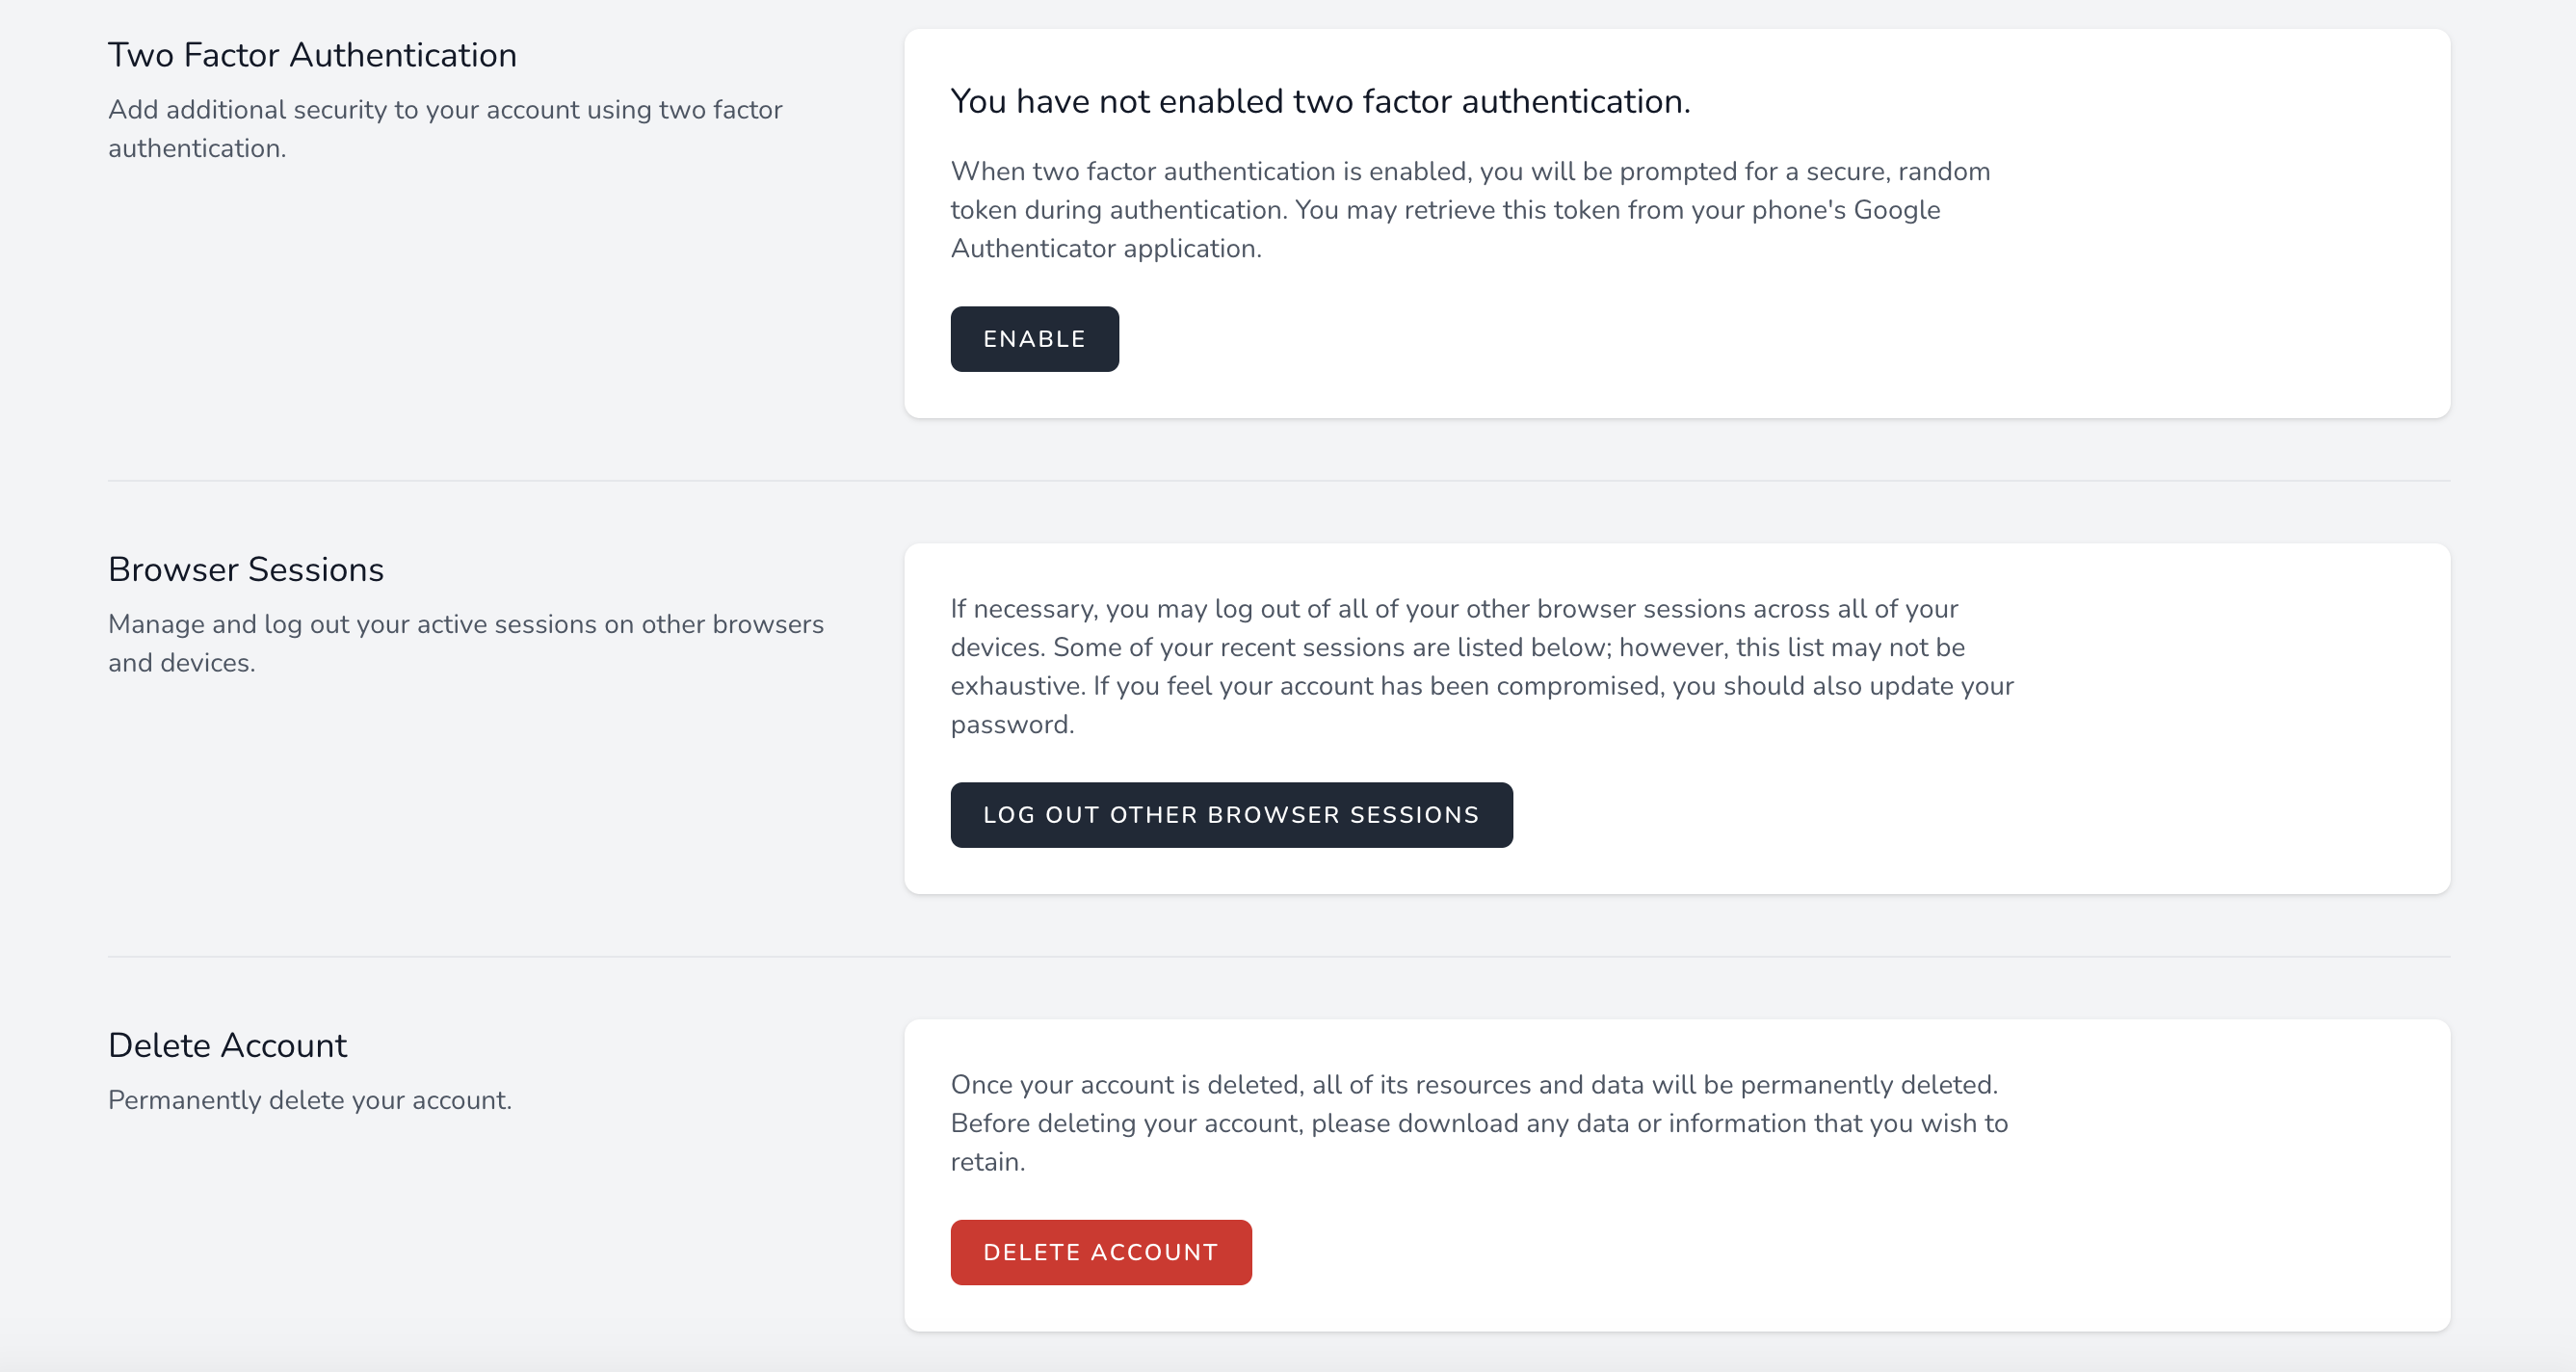 Two Factor Authentication
Add additional security to your account using two factor
authentication.
You have not enabled two factor authentication.
When two factor authentication is enabled, you will be prompted for a secure, random
token during authentication. You may retrieve this token from your phone's Google
Authenticator application.
ENABLE
Browser Sessions
Manage and log out your active sessions on other browsers
and devices.
If necessary, you may log out of all of your other browser sessions across all of your
devices. Some of your recent sessions are listed below; however, this list may not be
exhaustive. If you feel your account has been compromised, you should also update your
password.
LOG OUT OTHER BROWSER SESSIONS
Delete Account
Permanently delete your account.
Once your account is deleted, all of its resources and data will be permanently deleted.
Before deleting your account, please download any data or information that you wish to
retain.
DELETE ACCOUNT